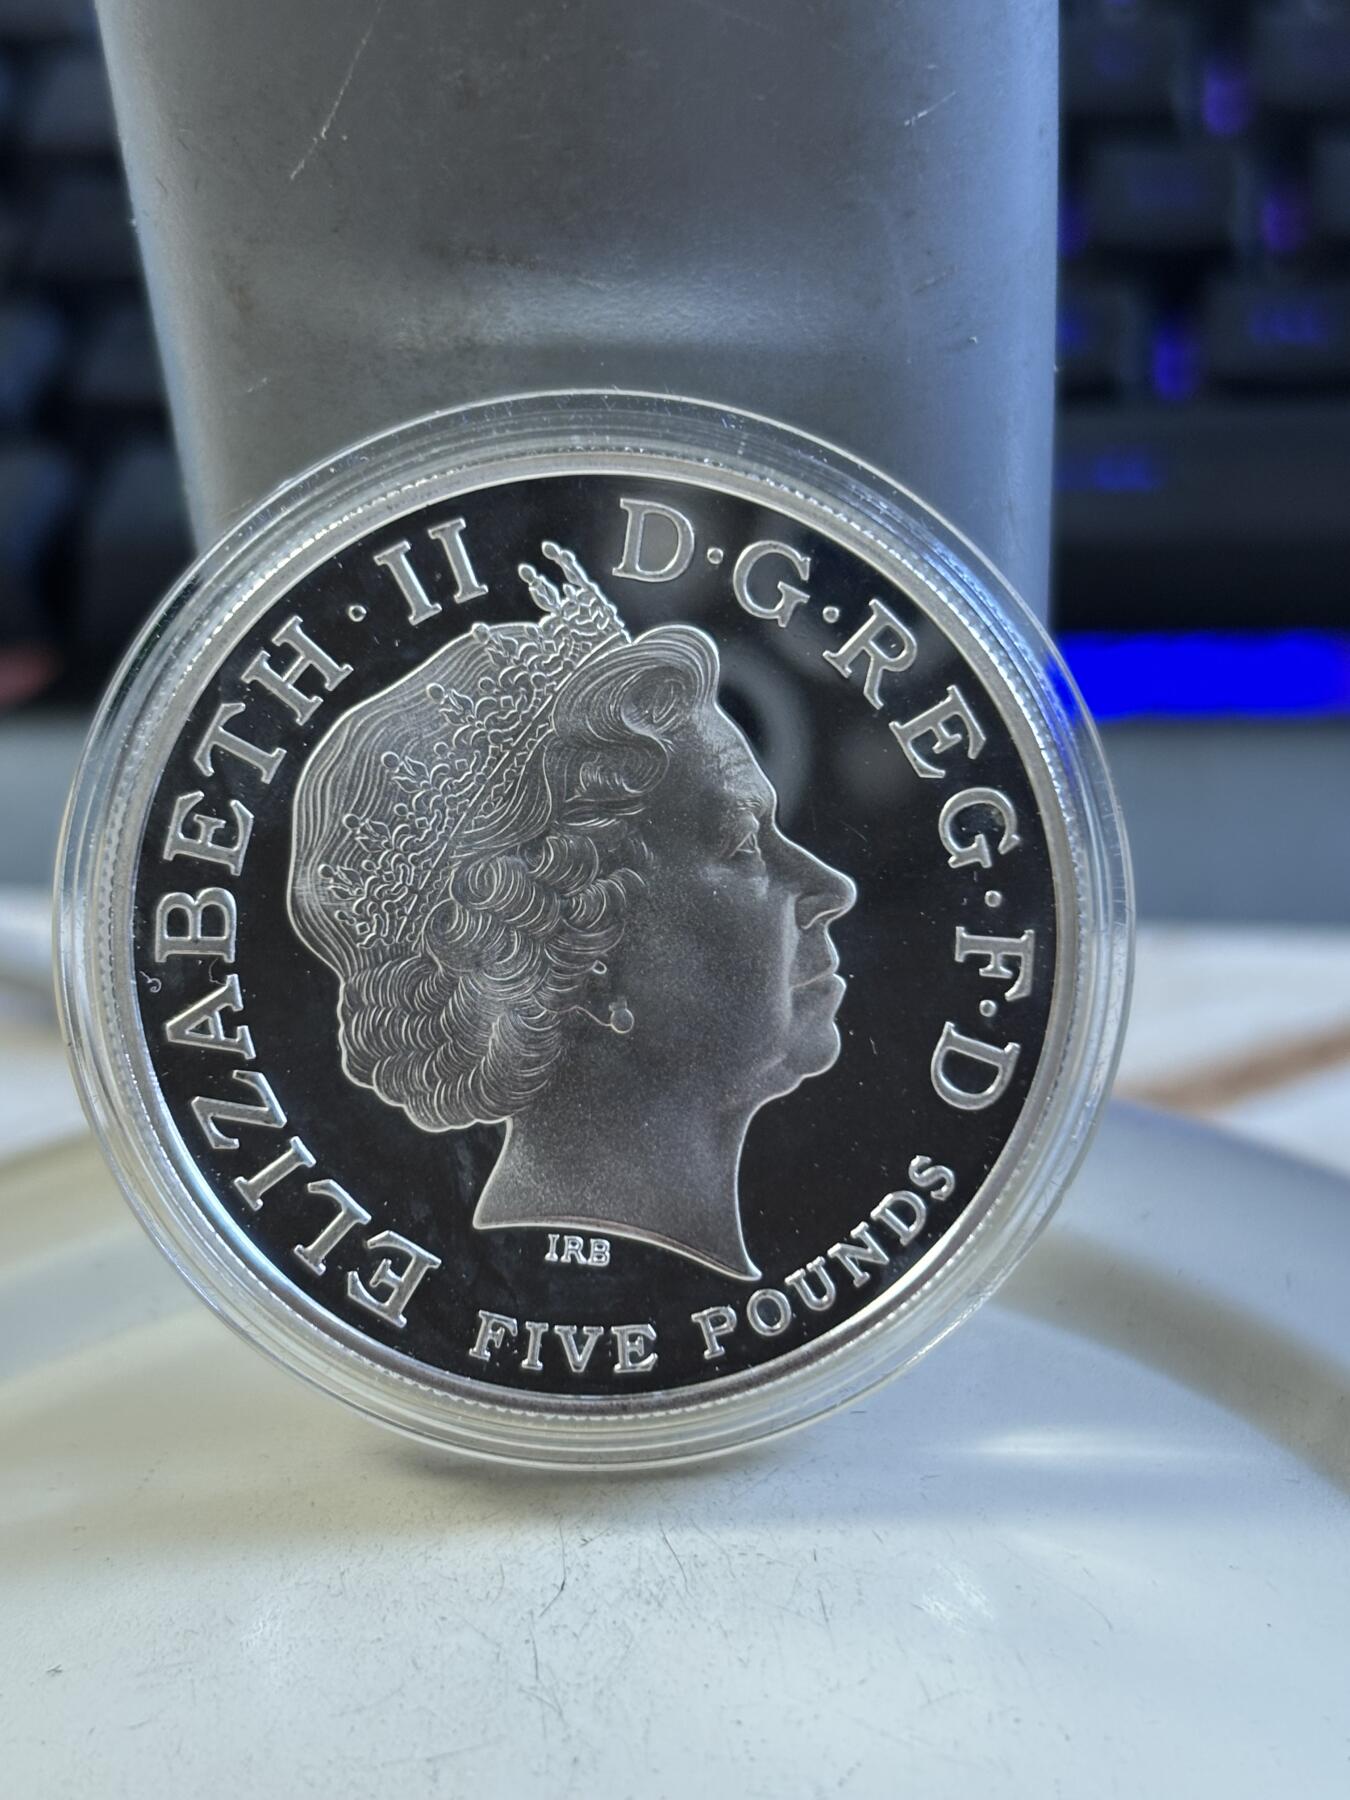 ELIZABETH · II D · G · REG · F · D
FIVE POUNDS
IRB